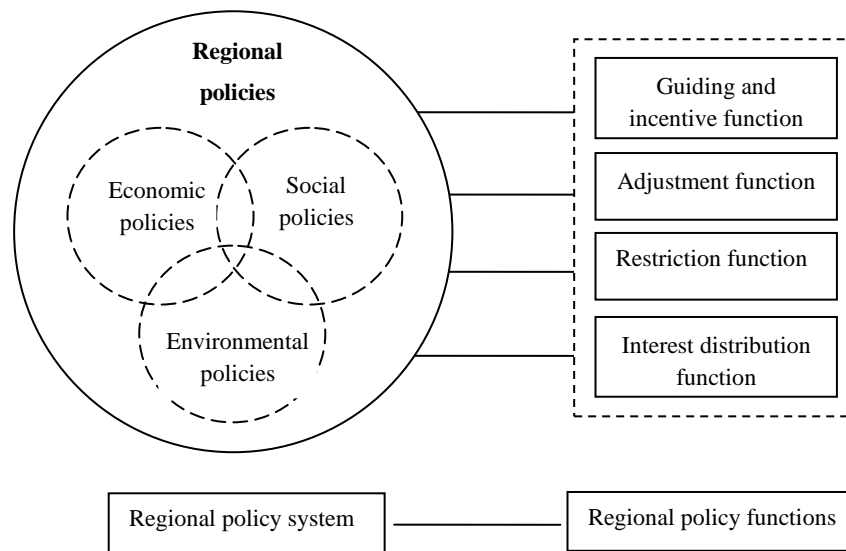 Regional
policies
Economic
policies
Social
policies
Environmental
policies
Guiding and
incentive function
Adjustment function
Restriction function
Interest distribution
function
Regional policy system
Regional policy functions